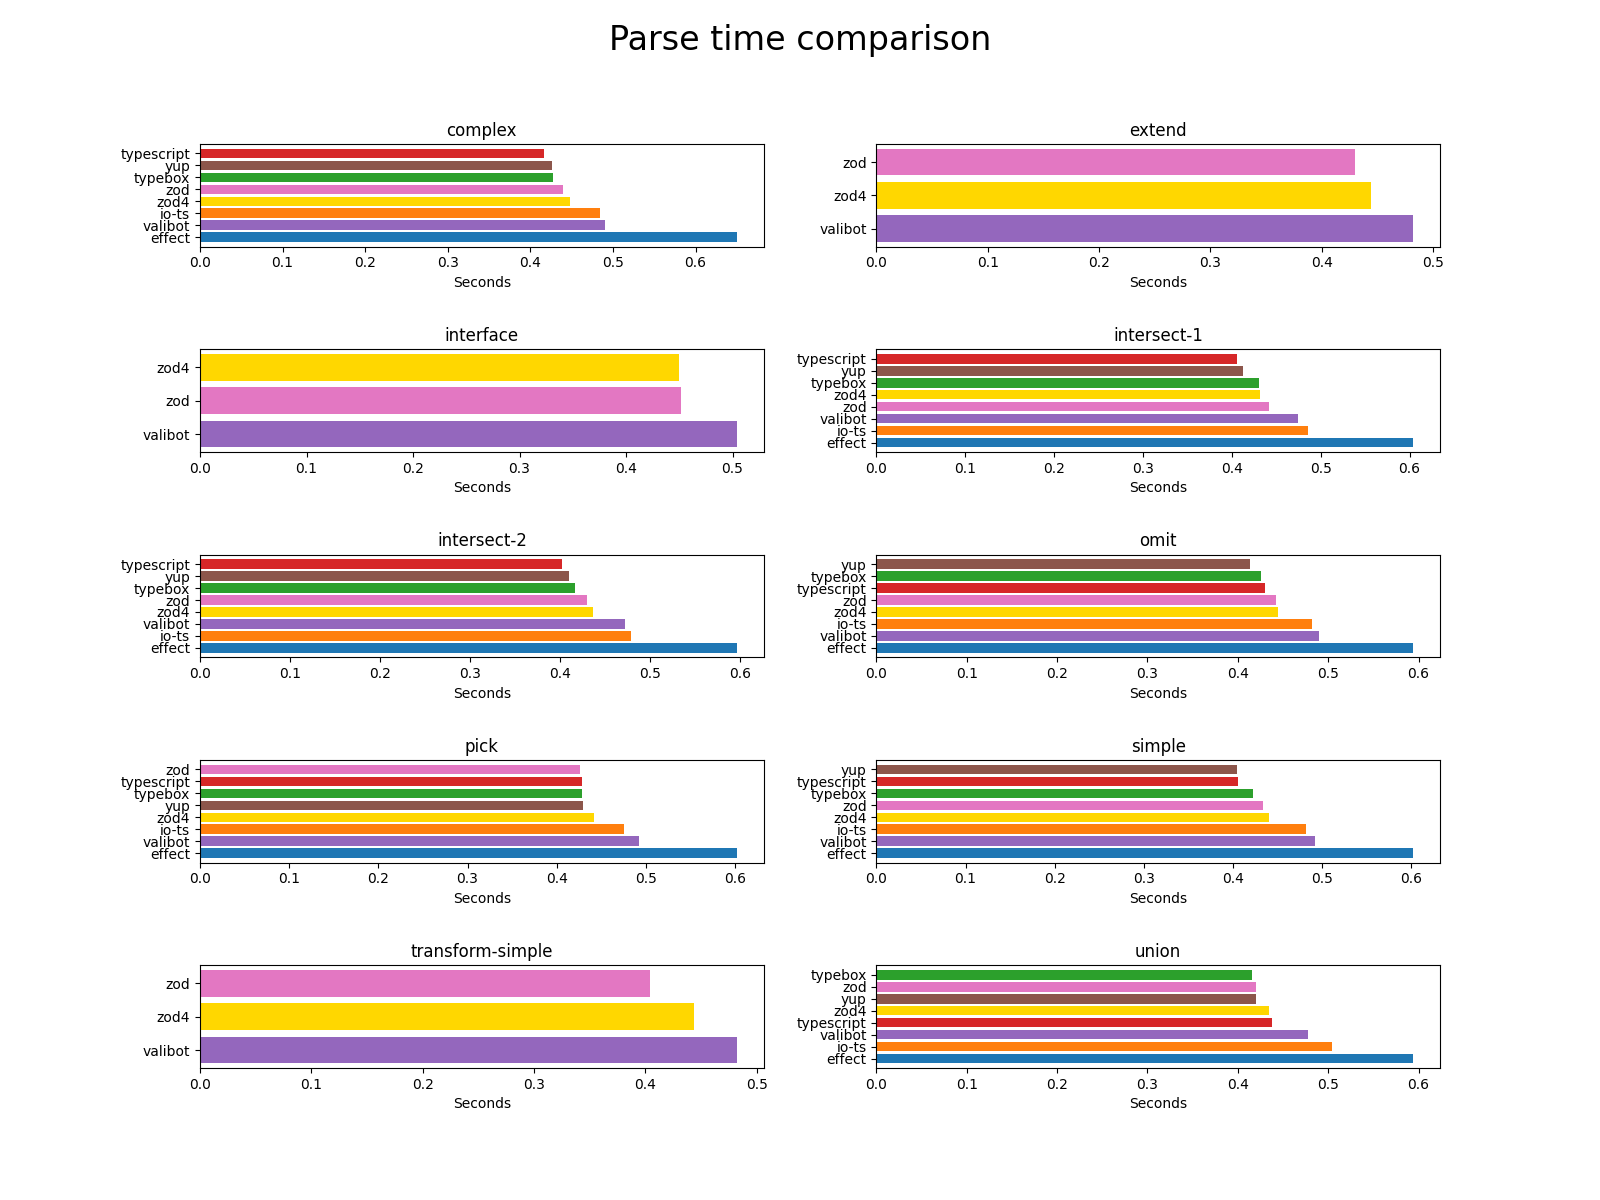 Parse time comparison
complex
typescript
yup
typebox
zod
zod4
io-ts
valibot
effect
0.0 0.1 0.2 0.3 0.4 0.5 0.6
Seconds
extend
zod
zod4
valibot
0.0 0.1 0.2 0.3 0.4 0.5
Seconds
interface
zod4
zod
valibot
0.0 0.1 0.2 0.3 0.4 0.5
Seconds
intersect-1
typescript
yup
typebox
zod4
zod
valibot
io-ts
effect
0.0 0.1 0.2 0.3 0.4 0.5 0.6
Seconds
intersect-2
typescript
yup
typebox
zod
zod4
valibot
io-ts
effect
0.0 0.1 0.2 0.3 0.4 0.5 0.6
Seconds
omit
yup
typebox
typescript
zod
zod4
io-ts
valibot
effect
0.0 0.1 0.2 0.3 0.4 0.5 0.6
Seconds
pick
zod
typescript
typebox
yup
zod4
io-ts
valibot
effect
0.0 0.1 0.2 0.3 0.4 0.5 0.6
Seconds
simple
yup
typescript
typebox
zod
zod4
io-ts
valibot
effect
0.0 0.1 0.2 0.3 0.4 0.5 0.6
Seconds
transform-simple
zod
zod4
valibot
0.0 0.1 0.2 0.3 0.4 0.5
Seconds
union
typebox
zod
yup
zod4
typescript
valibot
io-ts
effect
0.0 0.1 0.2 0.3 0.4 0.5 0.6
Seconds